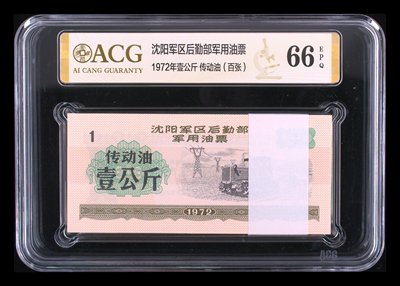 ACG
AI CANG GUARANTY
沈阳军区后勤部军用油票
1972年壹公斤 传动油（百张）
66 EPQ
1
沈阳军区后勤部
军用油票
传动油
壹公斤
1972
ACG